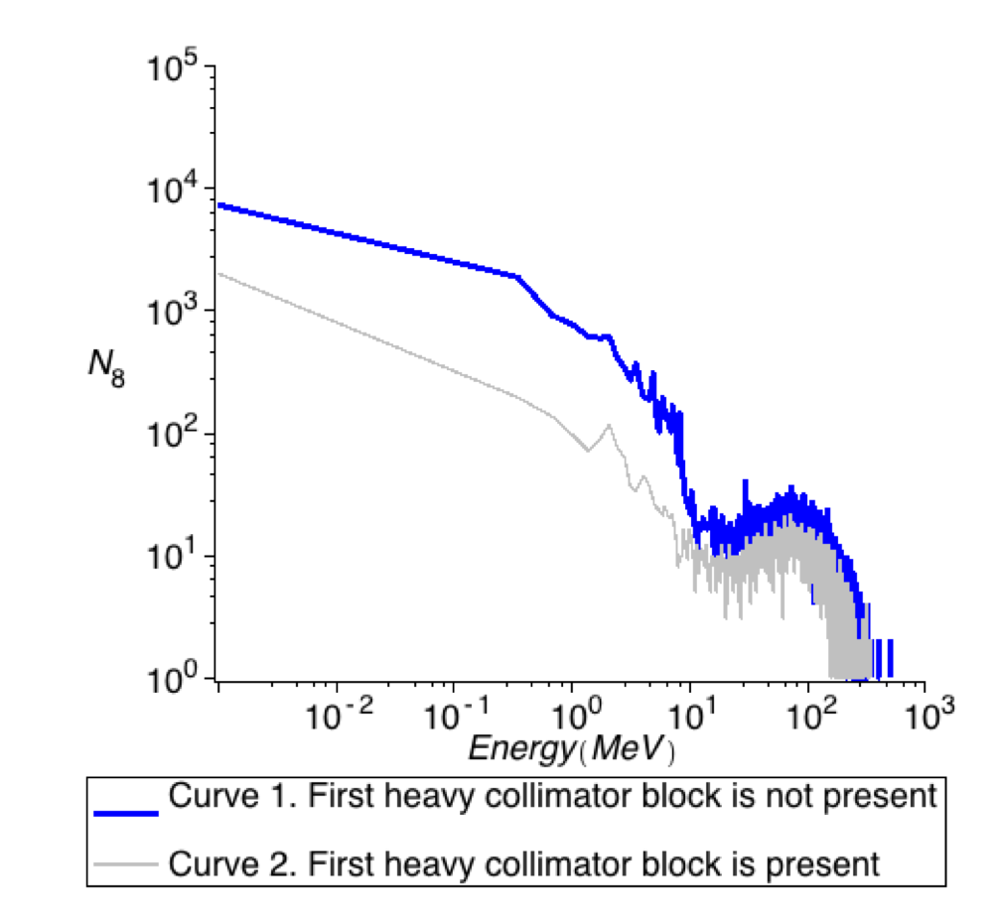 10^5
10^4
10^3
N_8
10^2
10^1
10^0
10^-2 10^-1 10^0 10^1 10^2 10^3
Energy(MeV)
Curve 1. First heavy collimator block is not present
Curve 2. First heavy collimator block is present